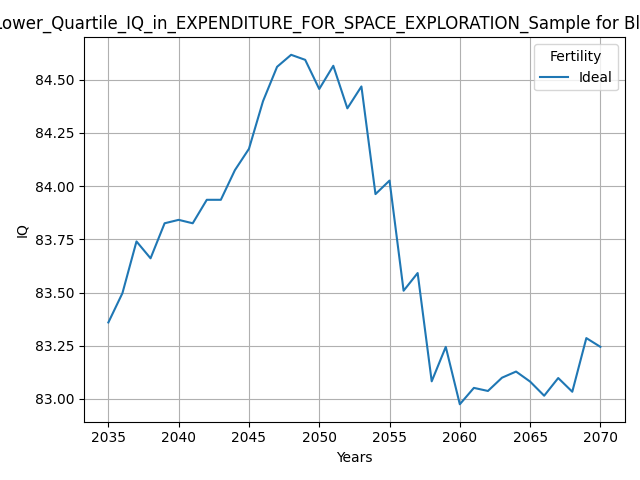 Lower_Quartile_IQ_in_EXPENDITURE_FOR_SPACE_EXPLORATION_Sample for Bl
Fertility
Ideal
84.50
84.25
84.00
83.75
83.50
83.25
83.00
IQ
2035 2040 2045 2050 2055 2060 2065 2070
Years